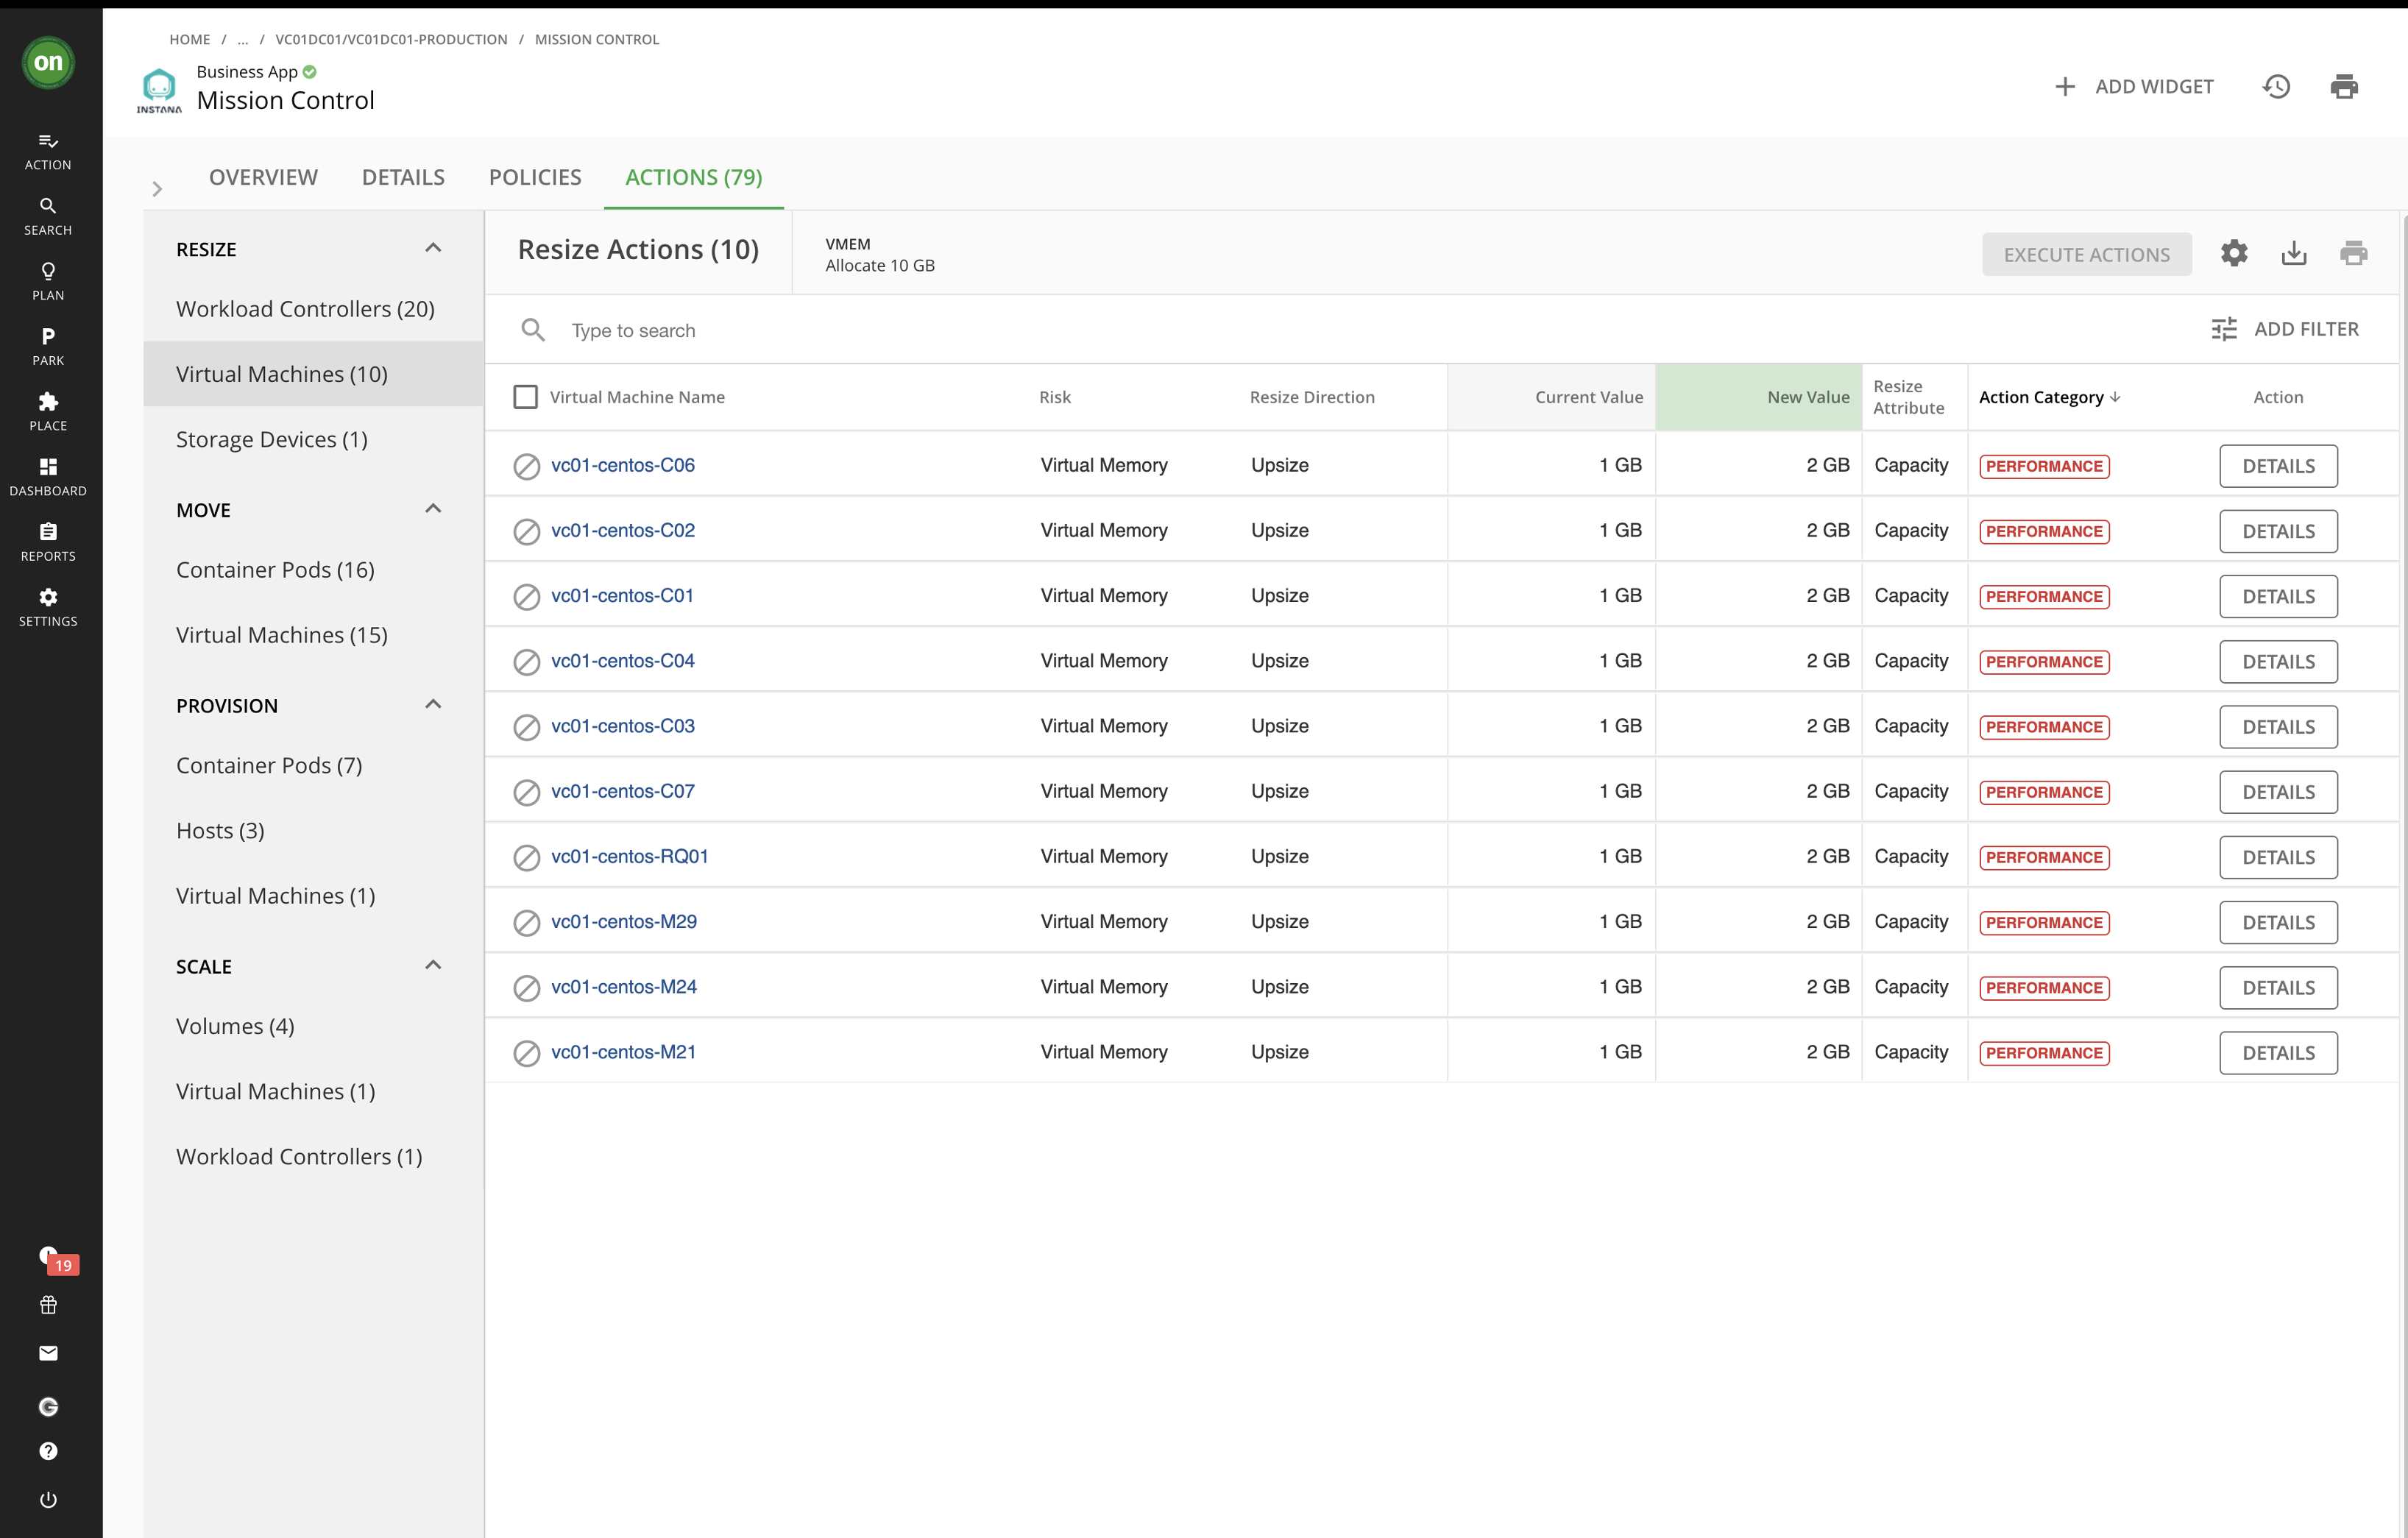 on
ACTION
SEARCH
PLAN
P
PARK
PLACE
DASHBOARD
REPORTS
SETTINGS
19
HOME / ... / VC01DC01/VC01DC01-PRODUCTION / MISSION CONTROL
INSTANA
Business App
Mission Control
ADD WIDGET
OVERVIEW DETAILS POLICIES ACTIONS (79)
RESIZE
Workload Controllers (20)
Virtual Machines (10)
Storage Devices (1)
MOVE
Container Pods (16)
Virtual Machines (15)
PROVISION
Container Pods (7)
Hosts (3)
Virtual Machines (1)
SCALE
Volumes (4)
Virtual Machines (1)
Workload Controllers (1)
Resize Actions (10)
VMEM
Allocate 10 GB
EXECUTE ACTIONS
Type to search
ADD FILTER
Virtual Machine Name Risk Resize Direction Current Value New Value Resize Attribute Action Category Action
vc01-centos-C06 Virtual Memory Upsize 1 GB 2 GB Capacity PERFORMANCE DETAILS
vc01-centos-C02 Virtual Memory Upsize 1 GB 2 GB Capacity PERFORMANCE DETAILS
vc01-centos-C01 Virtual Memory Upsize 1 GB 2 GB Capacity PERFORMANCE DETAILS
vc01-centos-C04 Virtual Memory Upsize 1 GB 2 GB Capacity PERFORMANCE DETAILS
vc01-centos-C03 Virtual Memory Upsize 1 GB 2 GB Capacity PERFORMANCE DETAILS
vc01-centos-C07 Virtual Memory Upsize 1 GB 2 GB Capacity PERFORMANCE DETAILS
vc01-centos-RQ01 Virtual Memory Upsize 1 GB 2 GB Capacity PERFORMANCE DETAILS
vc01-centos-M29 Virtual Memory Upsize 1 GB 2 GB Capacity PERFORMANCE DETAILS
vc01-centos-M24 Virtual Memory Upsize 1 GB 2 GB Capacity PERFORMANCE DETAILS
vc01-centos-M21 Virtual Memory Upsize 1 GB 2 GB Capacity PERFORMANCE DETAILS